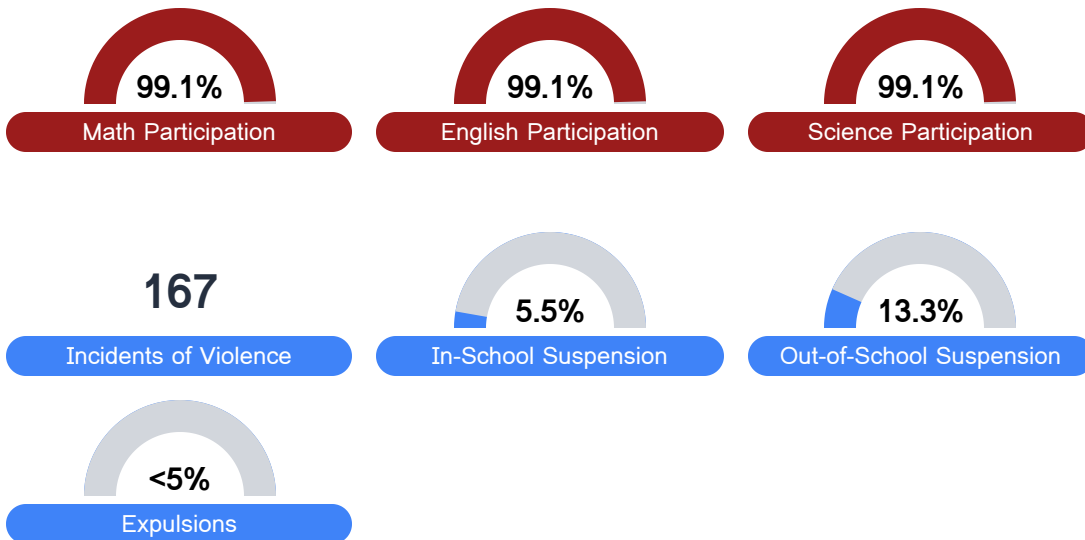 99.1%
Math Participation
99.1%
English Participation
99.1%
Science Participation
167
Incidents of Violence
5.5%
In-School Suspension
13.3%
Out-of-School Suspension
<5%
Expulsions